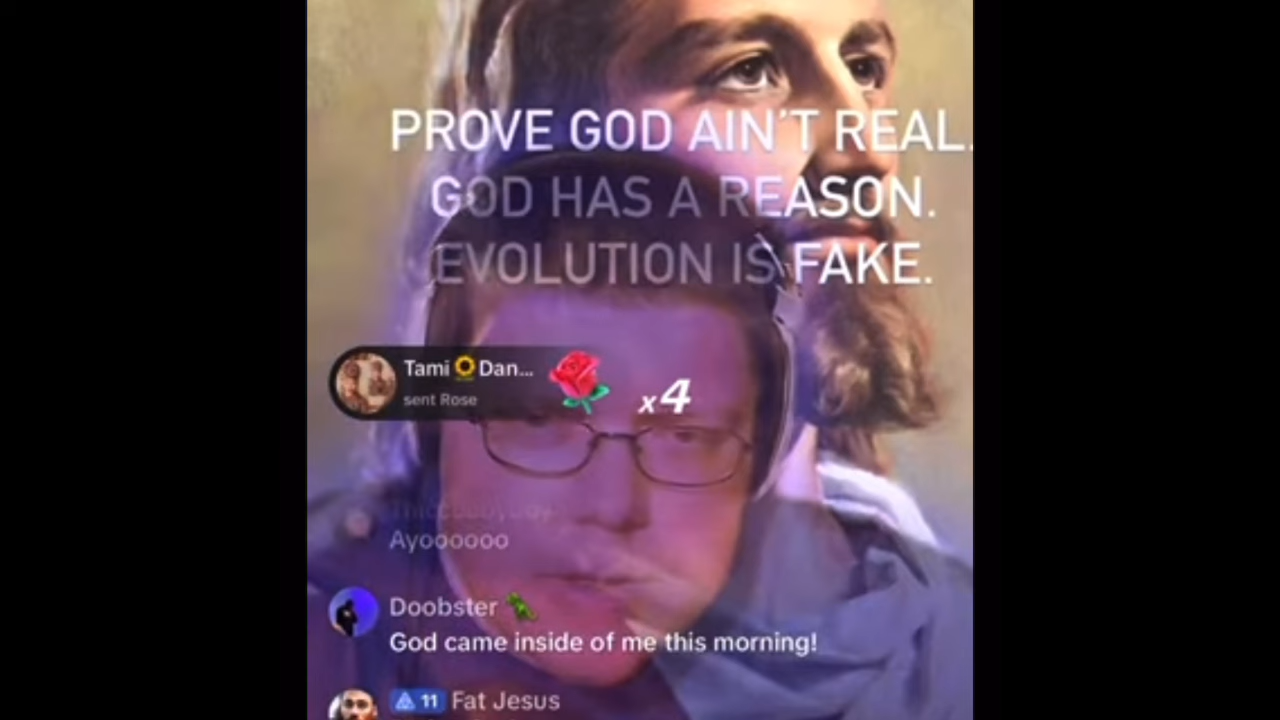 PROVE GOD AIN'T REAL.
GOD HAS A REASON.
EVOLUTION IS FAKE.
Tami🌻Dan...
sent Rose
x4
Ayoooooo
Doobster 🦖
God came inside of me this morning!
11 Fat Jesus